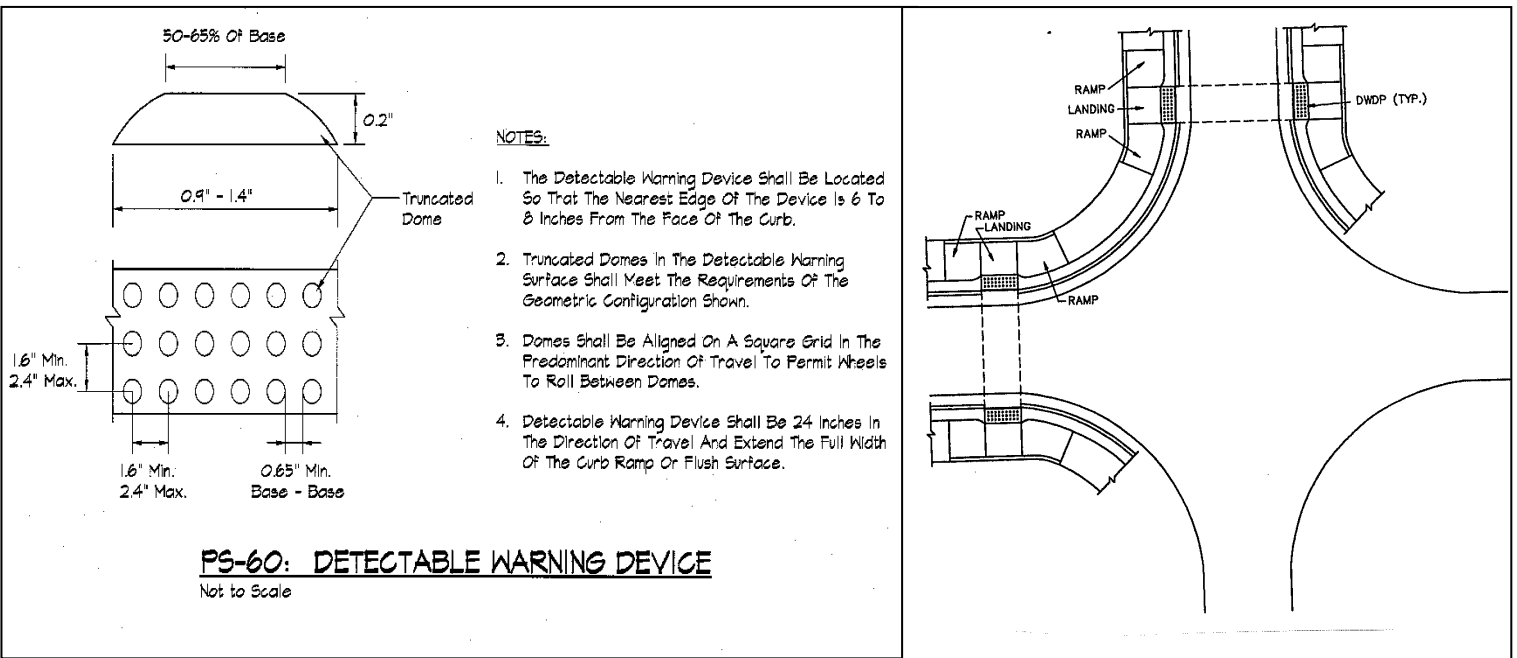 50-65% Of Base
0.2"
0.9" - 1.4"
Truncated
Dome
1.6" Min.
2.4" Max.
1.6" Min.
2.4" Max.
0.65" Min.
Base - Base
NOTES:
1. The Detectable Warning Device Shall Be Located
So That The Nearest Edge Of The Device Is 6 To
8 Inches From The Face Of The Curb.
2. Truncated Domes In The Detectable Warning
Surface Shall Meet The Requirements Of The
Geometric Configuration Shown.
3. Domes Shall Be Aligned On A Square Grid In The
Predominant Direction Of Travel To Permit Wheels
To Roll Between Domes.
4. Detectable Warning Device Shall Be 24 Inches In
The Direction Of Travel And Extend The Full Width
Of The Curb Ramp Or Flush Surface.
PS-60: DETECTABLE WARNING DEVICE
Not to Scale
RAMP
LANDING
RAMP
DWDP (TYP.)
RAMP
LANDING
RAMP